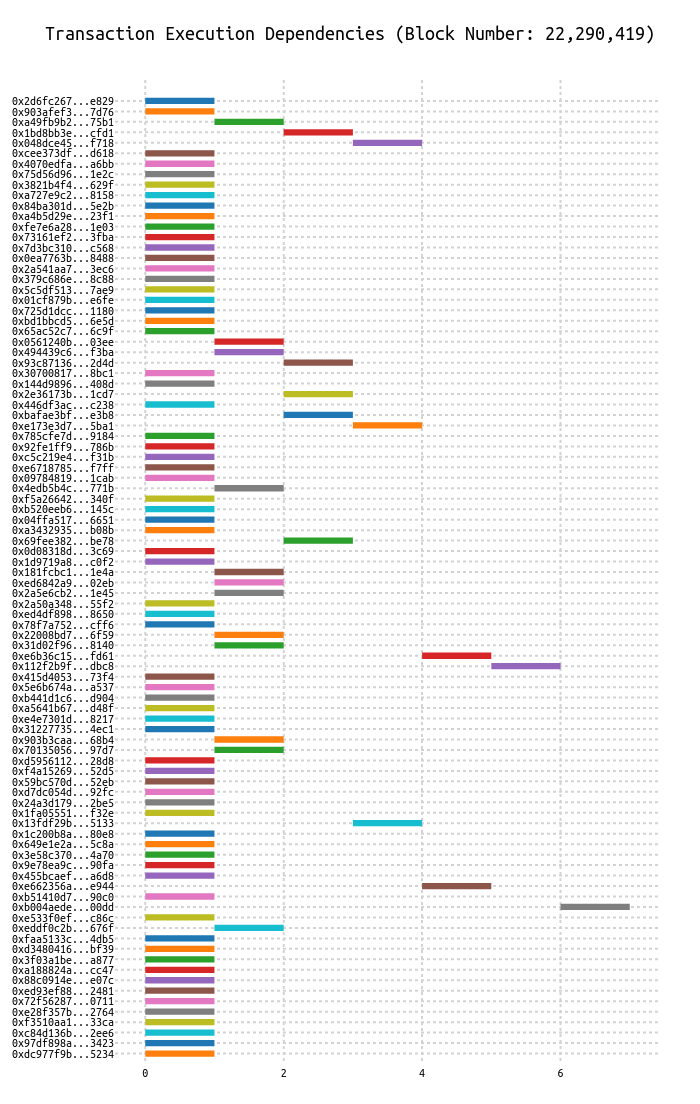 Transaction Execution Dependencies (Block Number: 22,290,419)
0x2d6fc267...e829
0x903afef3...7d76
0xa49fb9b2...75b1
0x1bd8bb3e...cfd1
0x048dce45...f718
0xcee373df...d618
0x4070edfa...a6bb
0x75d56d96...1e2c
0x3821b4f4...629f
0xa727e9c2...8158
0x84ba301d...5e2b
0xa4b5d29e...23f1
0xfe7e6a28...1e03
0x73161ef2...3fba
0x7d3bc310...c568
0x0ea7763b...8488
0x2a541aa7...3ec6
0x379c686e...8c88
0x5c5df513...7ae9
0x01cf879b...e6fe
0x725d1dcc...1180
0xbd1bbcd5...6e5d
0x65ac52c7...6c9f
0x0561240b...03ee
0x494439c6...f3ba
0x93c87136...2d4d
0x30700817...8bc1
0x144d9896...408d
0x2e36173b...1cd7
0x446df3ac...c238
0xbafae3bf...e3b8
0xe173e3d7...5ba1
0x785cfe7d...9184
0x92fe1ff9...786b
0xc5c219e4...f31b
0xe6718785...f7ff
0x09784819...1cab
0x4edb5b4c...771b
0xf5a26642...340f
0xb520eeb6...145c
0x04ffa517...6651
0xa3432935...b08b
0x69fee382...be78
0x0d08318d...3c69
0x1d9719a8...c0f2
0x181fcbc1...1e4a
0xed6842a9...02eb
0x2a5e6cb2...1e45
0x2a50a348...55f2
0xed4df898...8650
0x78f7a752...cff6
0x22008bd7...6f59
0x31d02f96...8140
0xe6b36c15...fd61
0x112f2b9f...dbc8
0x415d4053...73f4
0x5e6b674a...a537
0xb441d1c6...d904
0xa5641b67...d48f
0xe4e7301d...8217
0x31227735...4ec1
0x903b3caa...68b4
0x70135056...97d7
0xd5956112...28d8
0xf4a15269...52d5
0x59bc570d...52eb
0xd7dc054d...92fc
0x24a3d179...2be5
0x1fa05551...f32e
0x13fdf29b...5133
0x1c200b8a...80e8
0x649e1e2a...5c8a
0x3e58c370...4a70
0x9e78ea9c...90fa
0x455bcaef...a6d8
0xe662356a...e944
0xb51410d7...90c0
0xb004aede...00dd
0xe533f0ef...c86c
0xeddf0c2b...676f
0xfaa5133c...4db5
0xd3480416...bf39
0x3f03a1be...a877
0xa188824a...cc47
0x88c0914e...e07c
0xed93ef88...2481
0x72f56287...0711
0xe28f357b...2764
0xf3510aa1...33ca
0xc84d136b...2ee6
0x97df898a...3423
0xdc977f9b...5234
0 2 4 6